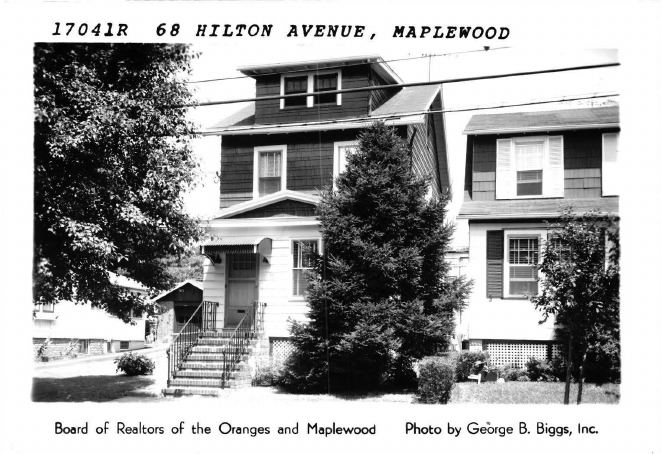 17041R 68 HILTON AVENUE, MAPLEWOOD
Board of Realtors of the Oranges and Maplewood Photo by George B. Biggs, Inc.